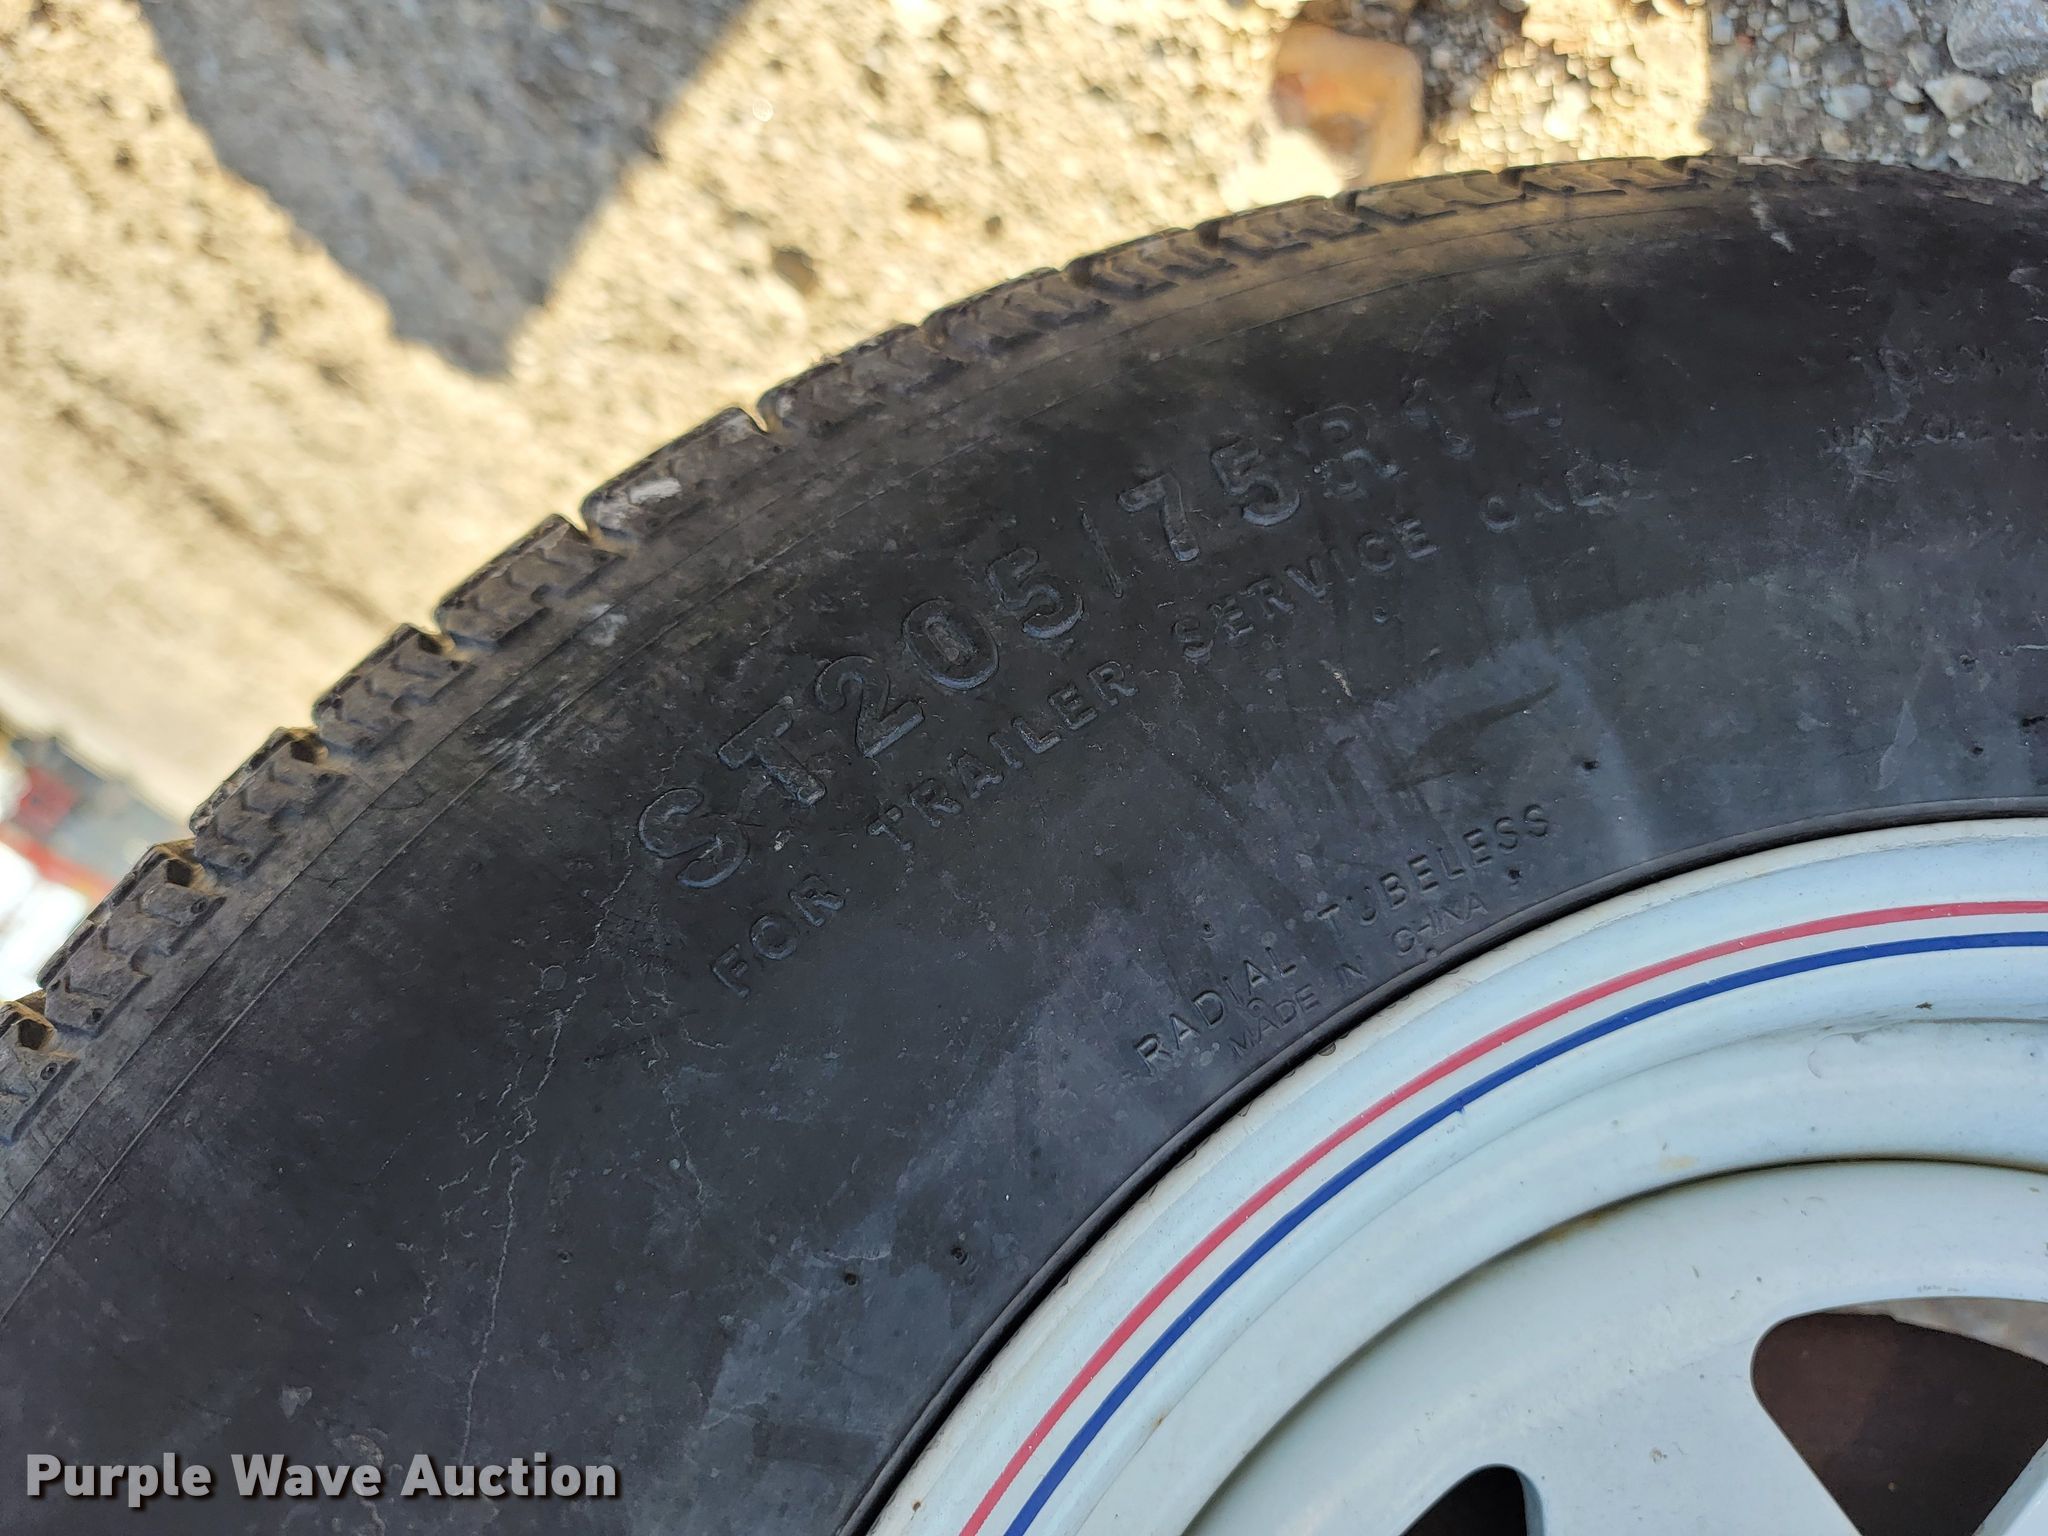 ST205/75R14
FOR TRAILER SERVICE ONLY
RADIAL TUBELESS
MADE IN CHINA
Purple Wave Auction